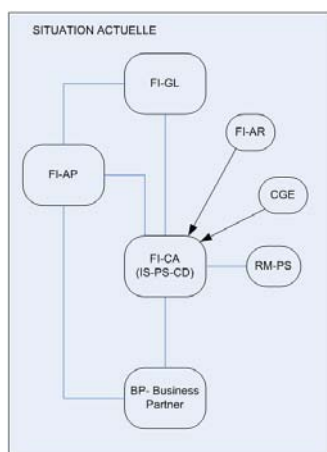 SITUATION ACTUELLE
FI-GL
FI-AR
FI-AP
CGE
FI-CA
(IS-PS-CD)
RM-PS
BP- Business
Partner